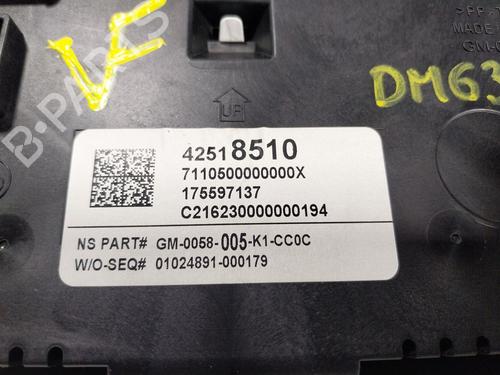 >PP-
MADE
GM-0
DM63
B-PARTS
UP
42518510
7110500000000X
175597137
C216230000000194
NS PART# GM-0058-005-K1-CC0C
W/O-SEQ# 01024891-000179